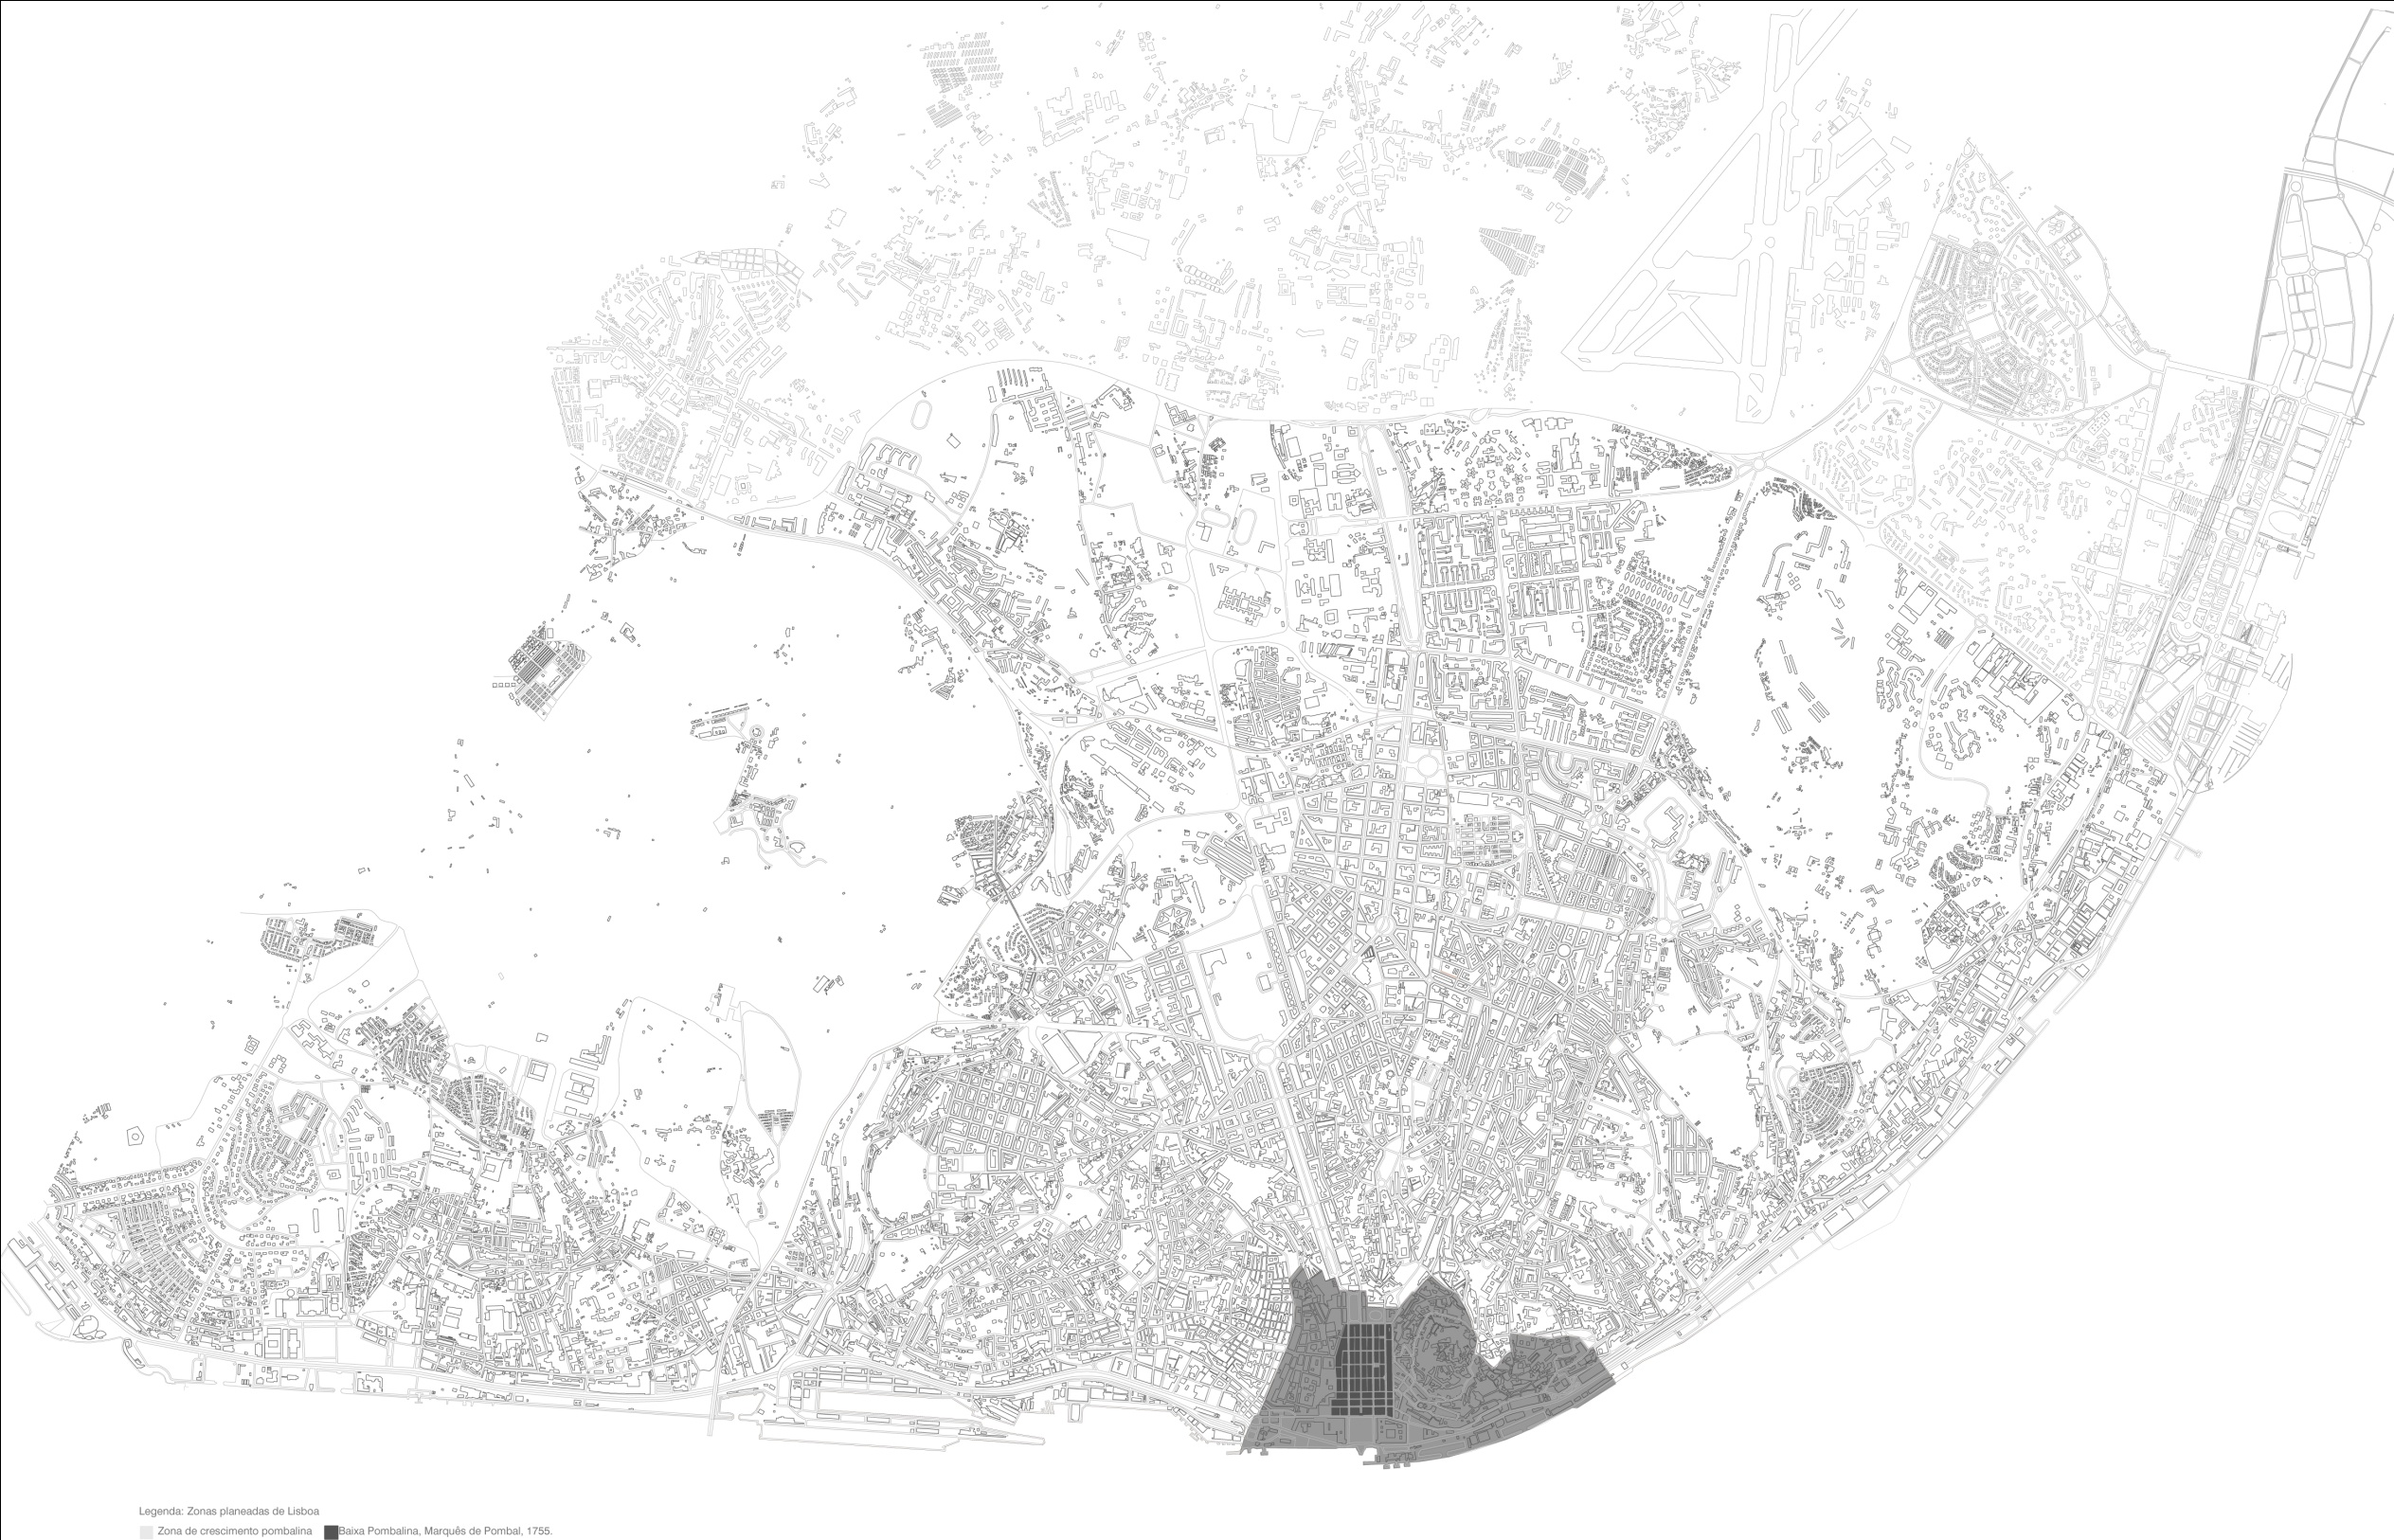 Legenda: Zonas planeadas de Lisboa
Zona de crescimento pombalina Baixa Pombalina, Marquês de Pombal, 1755.